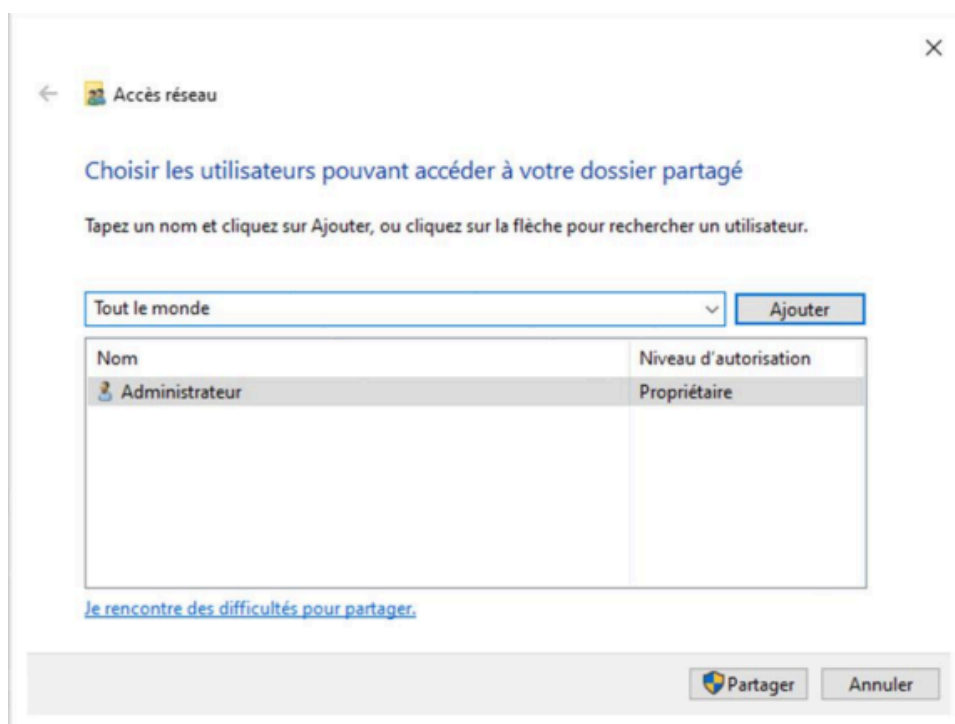 Accès réseau
Choisir les utilisateurs pouvant accéder à votre dossier partagé
Tapez un nom et cliquez sur Ajouter, ou cliquez sur la flèche pour rechercher un utilisateur.
Tout le monde Ajouter
Nom Niveau d'autorisation
Administrateur Propriétaire
Je rencontre des difficultés pour partager.
Partager Annuler